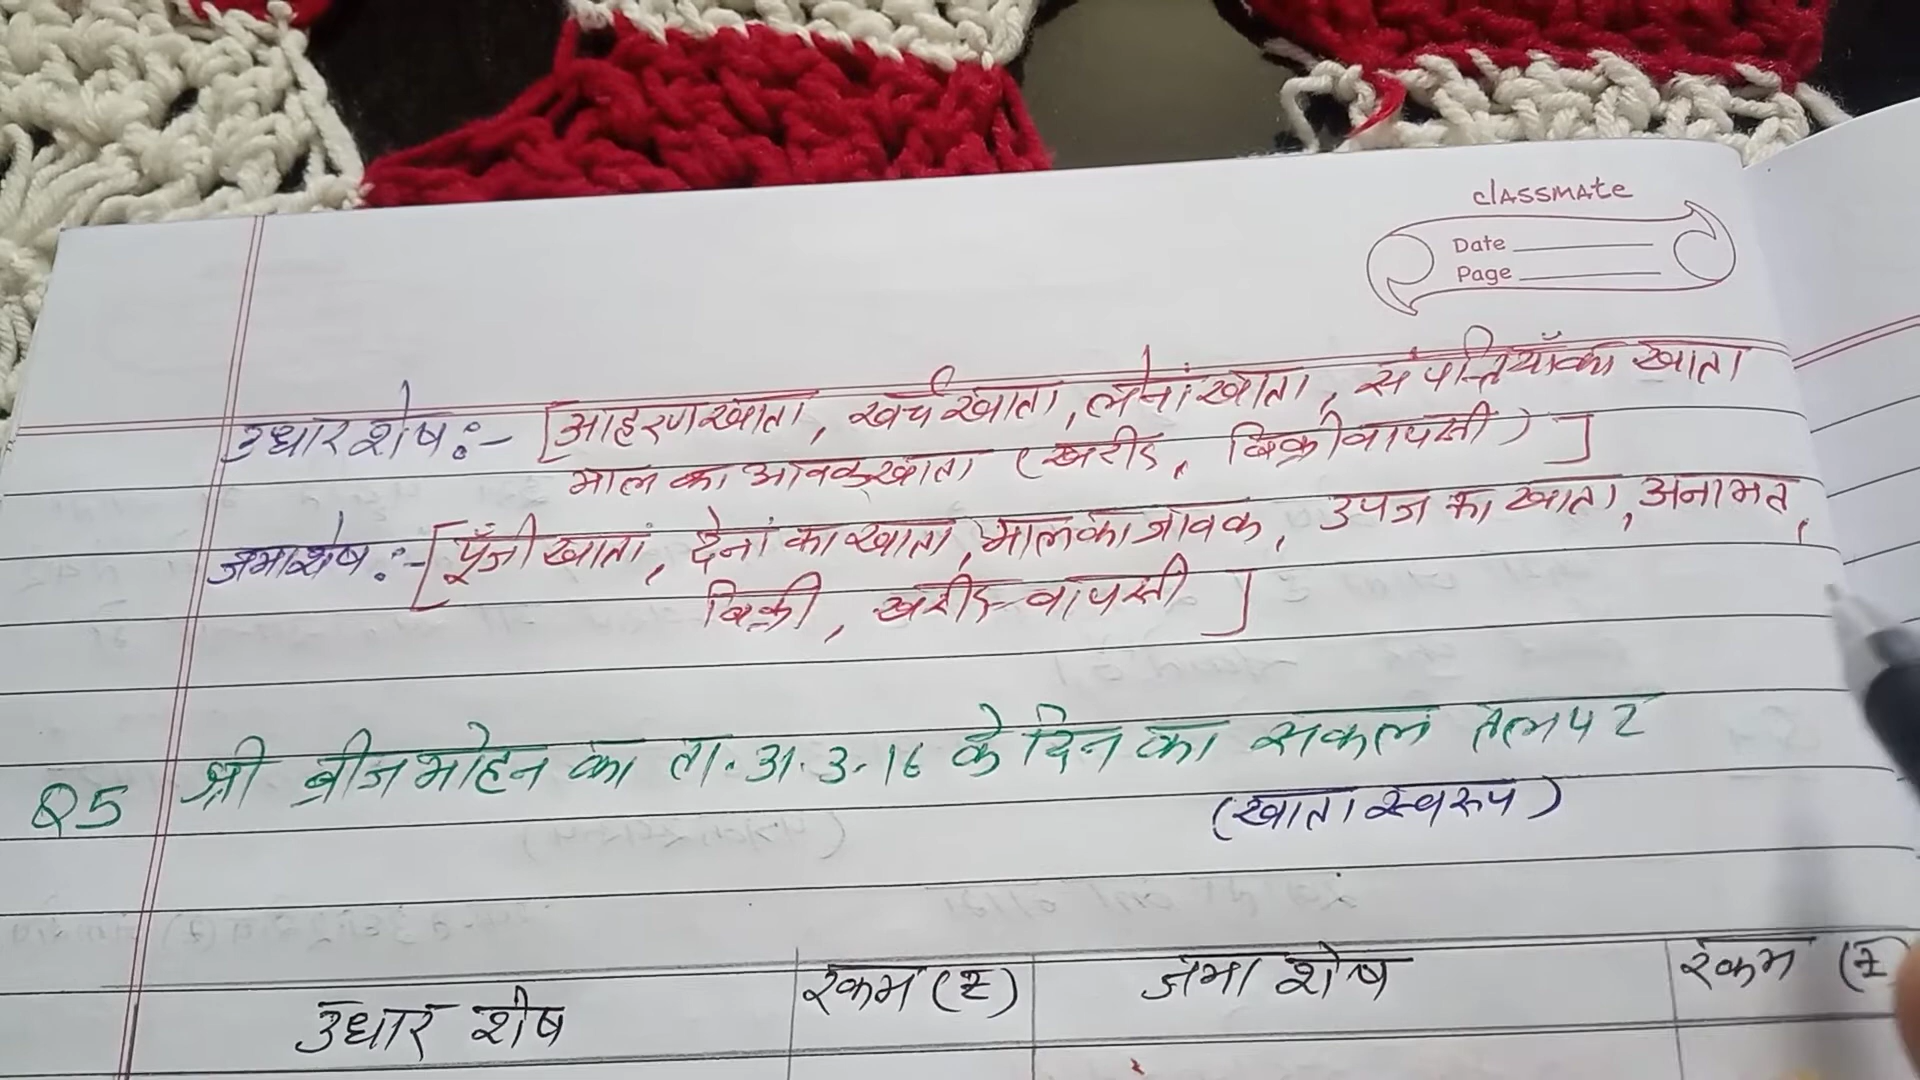 classmate
Date
Page
उधार शेष :- [आहरण खाता, खर्च खाता, लेनां खाता, संपत्तियाँका खाता
माल का आवक खाता (खरीद, बिक्री वापसी)]
जमा शेष :- [पूँजी खाता, देनां का खाता, माल का जावक, उपज का खाता, अनामत,
बिक्री, खरीद वापसी]
Q5 श्री ब्रीजमोहन का ता. 31.3.16 के दिन का सकल तलपट
(खाता स्वरूप)
उधार शेष रकम (₹) जमा शेष रकम (₹